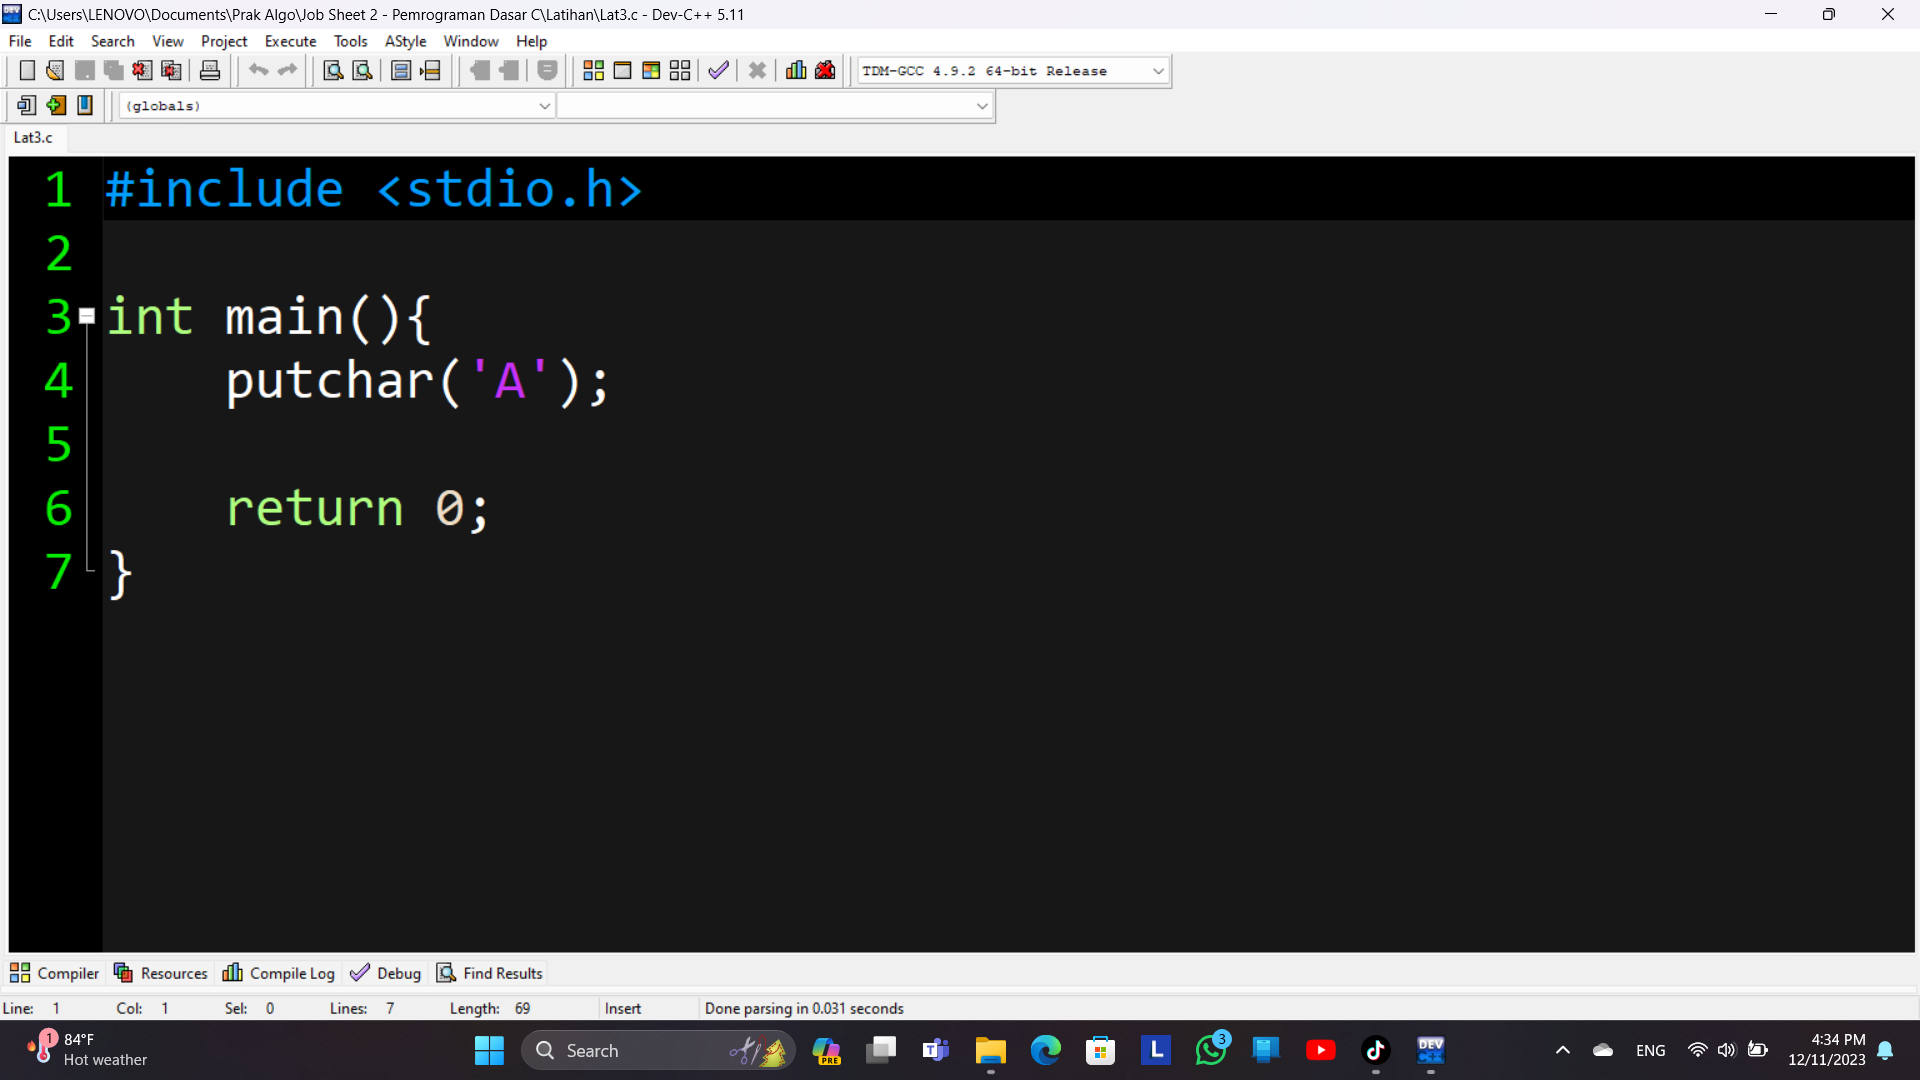 C:\Users\LENOVO\Documents\Prak Algo\Job Sheet 2 - Pemrograman Dasar C\Latihan\Lat3.c - Dev-C++ 5.11
File Edit Search View Project Execute Tools AStyle Window Help
TDM-GCC 4.9.2 64-bit Release
(globals)
Lat3.c
1 #include <stdio.h>
2
3 int main(){
4     putchar('A');
5
6     return 0;
7 }
Compiler Resources Compile Log Debug Find Results
Line: 1 Col: 1 Sel: 0 Lines: 7 Length: 69 Insert Done parsing in 0.031 seconds
1 84°F
Hot weather
Search
PRE
L
3
DEV
C++
ENG
4:34 PM
12/11/2023